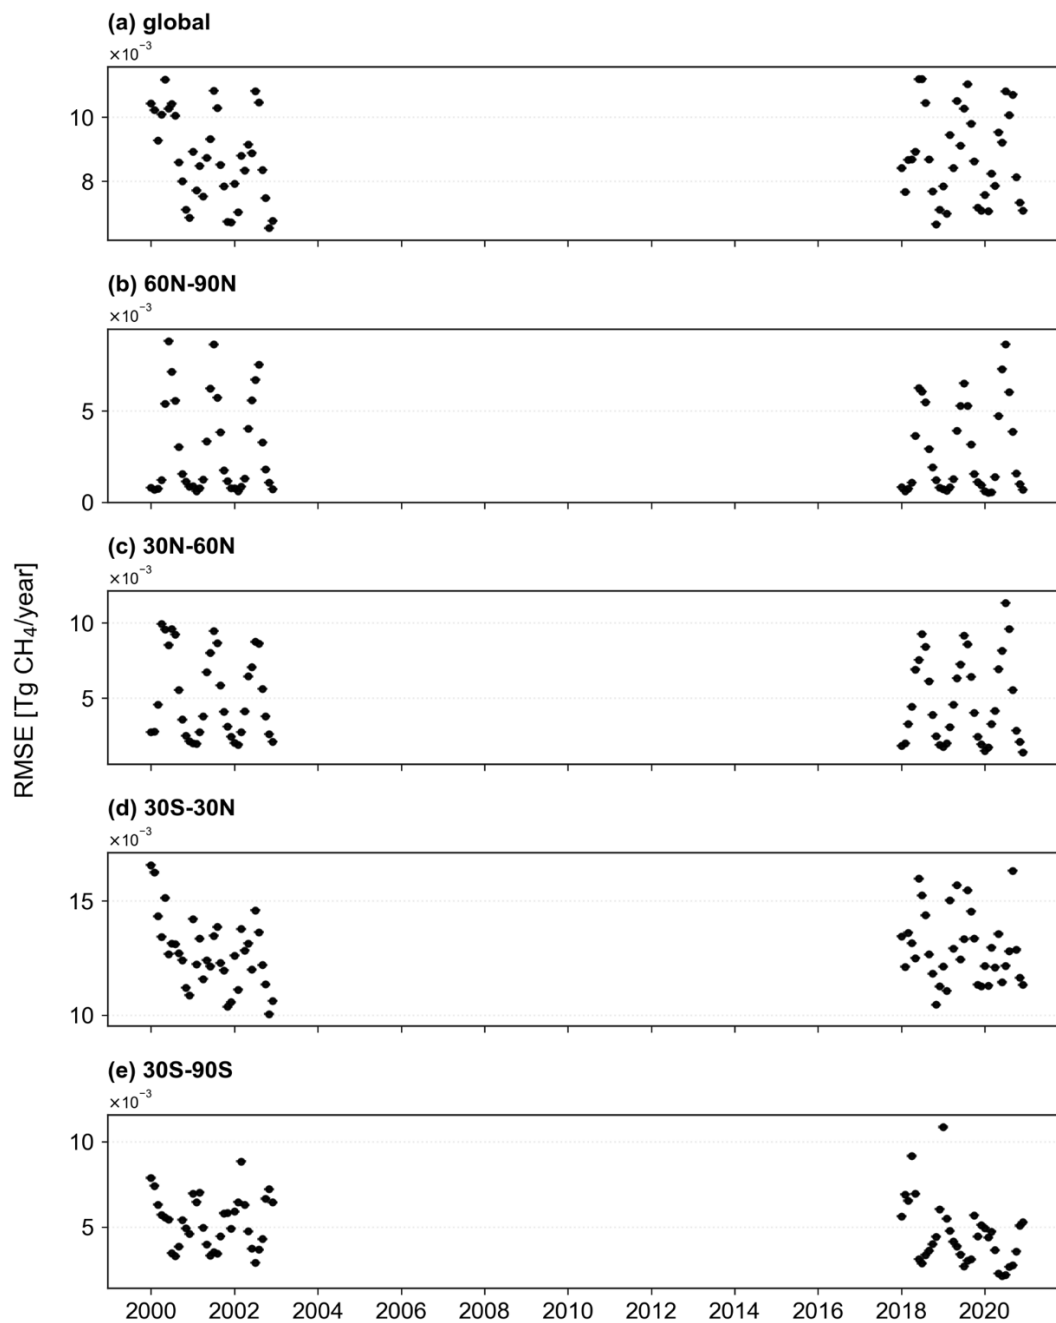 (a) global
×10⁻³
10
8
(b) 60N-90N
×10⁻³
5
0
(c) 30N-60N
×10⁻³
10
5
RMSE [Tg CH₄/year]
(d) 30S-30N
×10⁻³
15
10
(e) 30S-90S
×10⁻³
10
5
2000 2002 2004 2006 2008 2010 2012 2014 2016 2018 2020